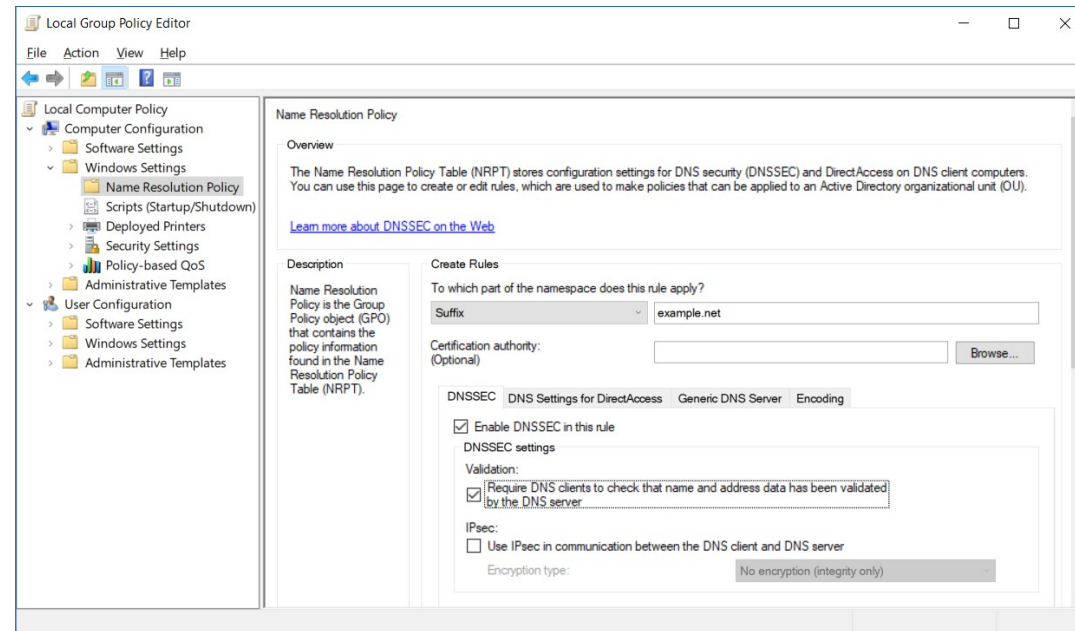 Local Group Policy Editor
File Action View Help
Local Computer Policy
Computer Configuration
Software Settings
Windows Settings
Name Resolution Policy
Scripts (Startup/Shutdown)
Deployed Printers
Security Settings
Policy-based QoS
Administrative Templates
User Configuration
Software Settings
Windows Settings
Administrative Templates
Name Resolution Policy
Overview
The Name Resolution Policy Table (NRPT) stores configuration settings for DNS security (DNSSEC) and DirectAccess on DNS client computers.
You can use this page to create or edit rules, which are used to make policies that can be applied to an Active Directory organizational unit (OU).
Learn more about DNSSEC on the Web
Description
Name Resolution
Policy is the Group
Policy object (GPO)
that contains the
policy information
found in the Name
Resolution Policy
Table (NRPT).
Create Rules
To which part of the namespace does this rule apply?
Suffix
example.net
Certification authority:
(Optional)
Browse...
DNSSEC DNS Settings for DirectAccess Generic DNS Server Encoding
Enable DNSSEC in this rule
DNSSEC settings
Validation:
Require DNS clients to check that name and address data has been validated
by the DNS server
IPsec:
Use IPsec in communication between the DNS client and DNS server
Encryption type:
No encryption (integrity only)